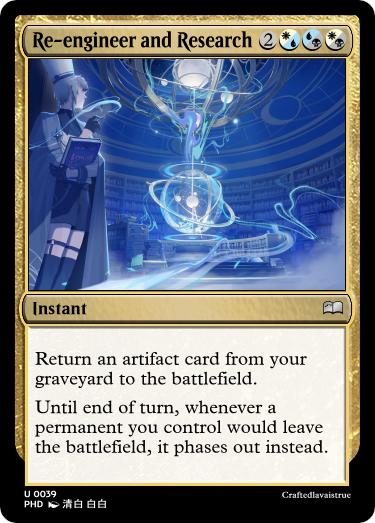 Re-engineer and Research 2
Instant
Return an artifact card from your
graveyard to the battlefield.
Until end of turn, whenever a
permanent you control would leave
the battlefield, it phases out instead.
U 0039
PHD 清白 白白
Craftedlavaistrue